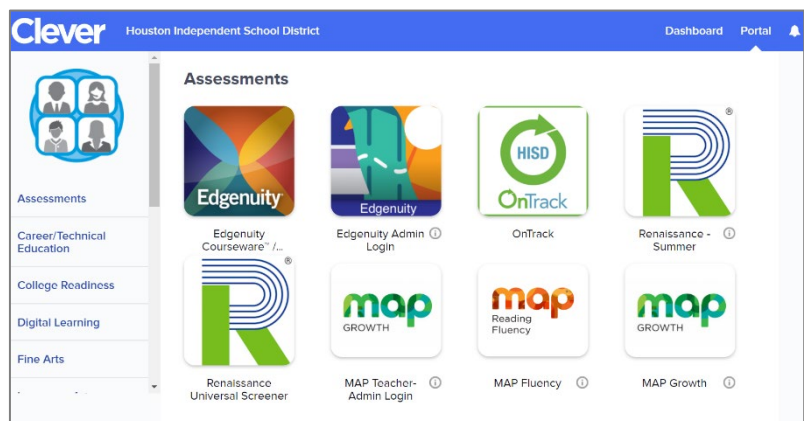 Clever Houston Independent School District Dashboard Portal
Assessments
Career/Technical
Education
College Readiness
Digital Learning
Fine Arts
Assessments
Edgenuity
Edgenuity
HISD
OnTrack
R®
Edgenuity
Courseware™ /...
Edgenuity Admin
Login
OnTrack
Renaissance -
Summer
R®
map
GROWTH
map
Reading
Fluency
map
GROWTH
Renaissance
Universal Screener
MAP Teacher-
Admin Login
MAP Fluency
MAP Growth